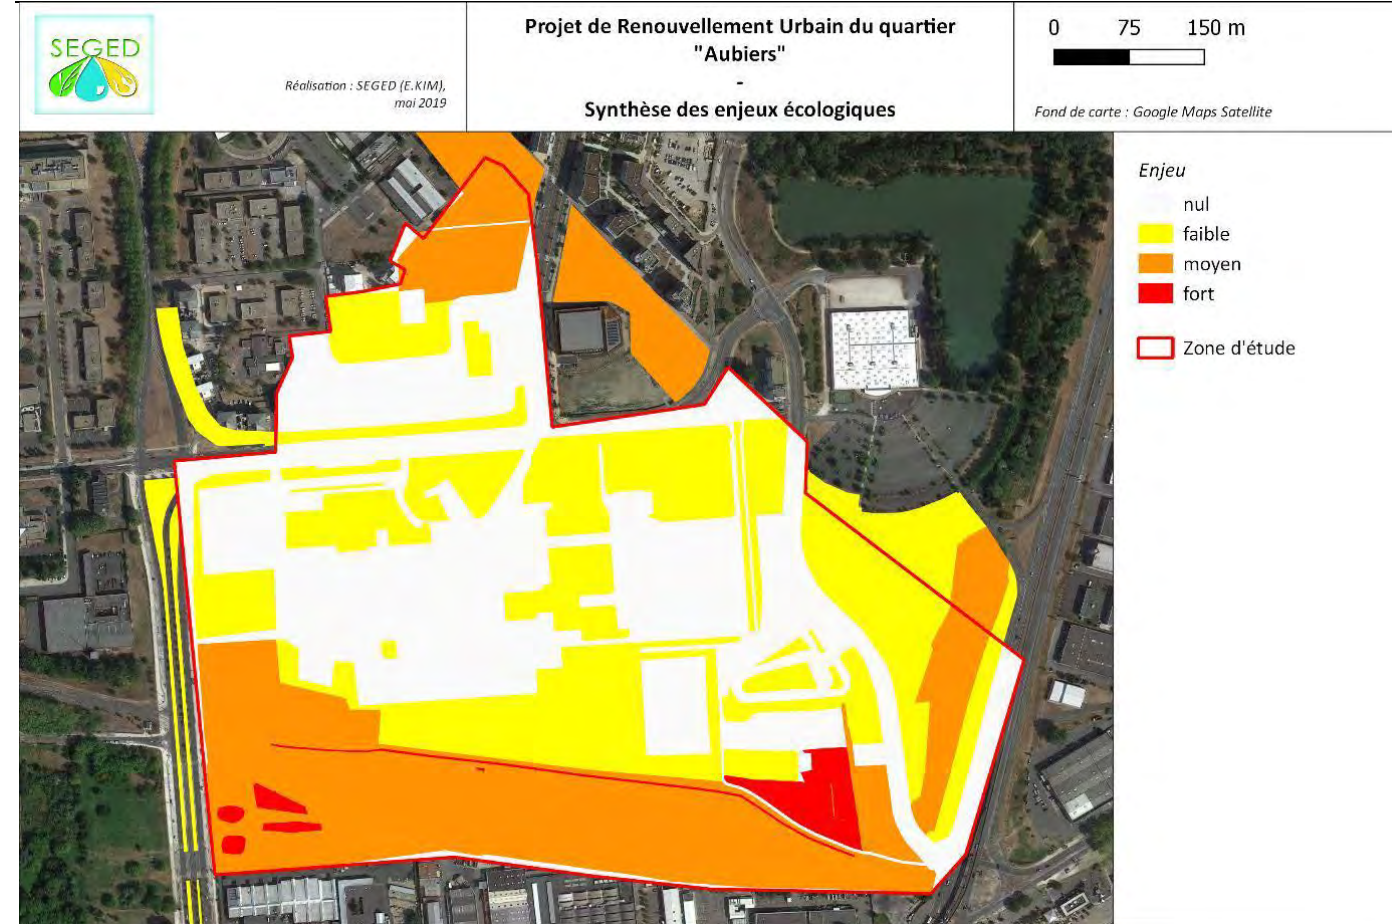 SEGED
Réalisation : SEGED (E.KIM),
mai 2019
Projet de Renouvellement Urbain du quartier
"Aubiers"
-
Synthèse des enjeux écologiques
0 75 150 m
Fond de carte : Google Maps Satellite
Enjeu
nul
faible
moyen
fort
Zone d'étude